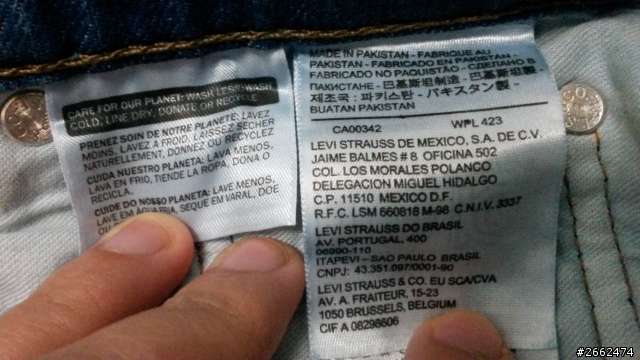 CARE FOR OUR PLANET: WASH LESS, WASH
COLD, LINE DRY, DONATE OR RECYCLE
PRENEZ SOIN DE NOTRE PLANETE: LAVEZ
MOINS, LAVEZ A FROID, LAISSEZ SECHER
NATURELLEMENT, DONNEZ OU RECYCLEZ
CUIDA NUESTRO PLANETA: LAVA MENOS,
LAVA EN FRIO, TIENDE LA ROPA, DONA O
RECICLA.
CUIDE DO NOSSO PLANETA: LAVE MENOS,
LAVE EM ÁGUA FRIA, SEQUE EM VARAL, DOE
OU
MADE IN PAKISTAN - FABRIQUE AU
PAKISTAN - FABRICADO EN PAKISTAN -
FABRICADO NO PAQUISTÃO - СДЕЛАНО В
ПАКИСТАНЕ - 巴基斯坦制造 - 巴基斯坦製 -
제조국 : 파키스탄 - パキスタン製 -
BUATAN PAKISTAN
CA00342 WPL 423
LEVI STRAUSS DE MEXICO, S.A. DE C.V.
JAIME BALMES # 8 OFICINA 502
COL. LOS MORALES POLANCO
DELEGACION MIGUEL HIDALGO
C.P. 11510 MEXICO D.F.
R.F.C. LSM 660818 M-98 C.N.I.V. 3337
LEVI STRAUSS DO BRASIL
AV. PORTUGAL, 400
06690-110
ITAPEVI - SAO PAULO BRASIL
CNPJ: 43.351.097/0001-90
LEVI STRAUSS & CO. EU SCA/CVA
AV. A. FRAITEUR, 15-23
1050 BRUSSELS, BELGIUM
CIF A 08298606
#2662474